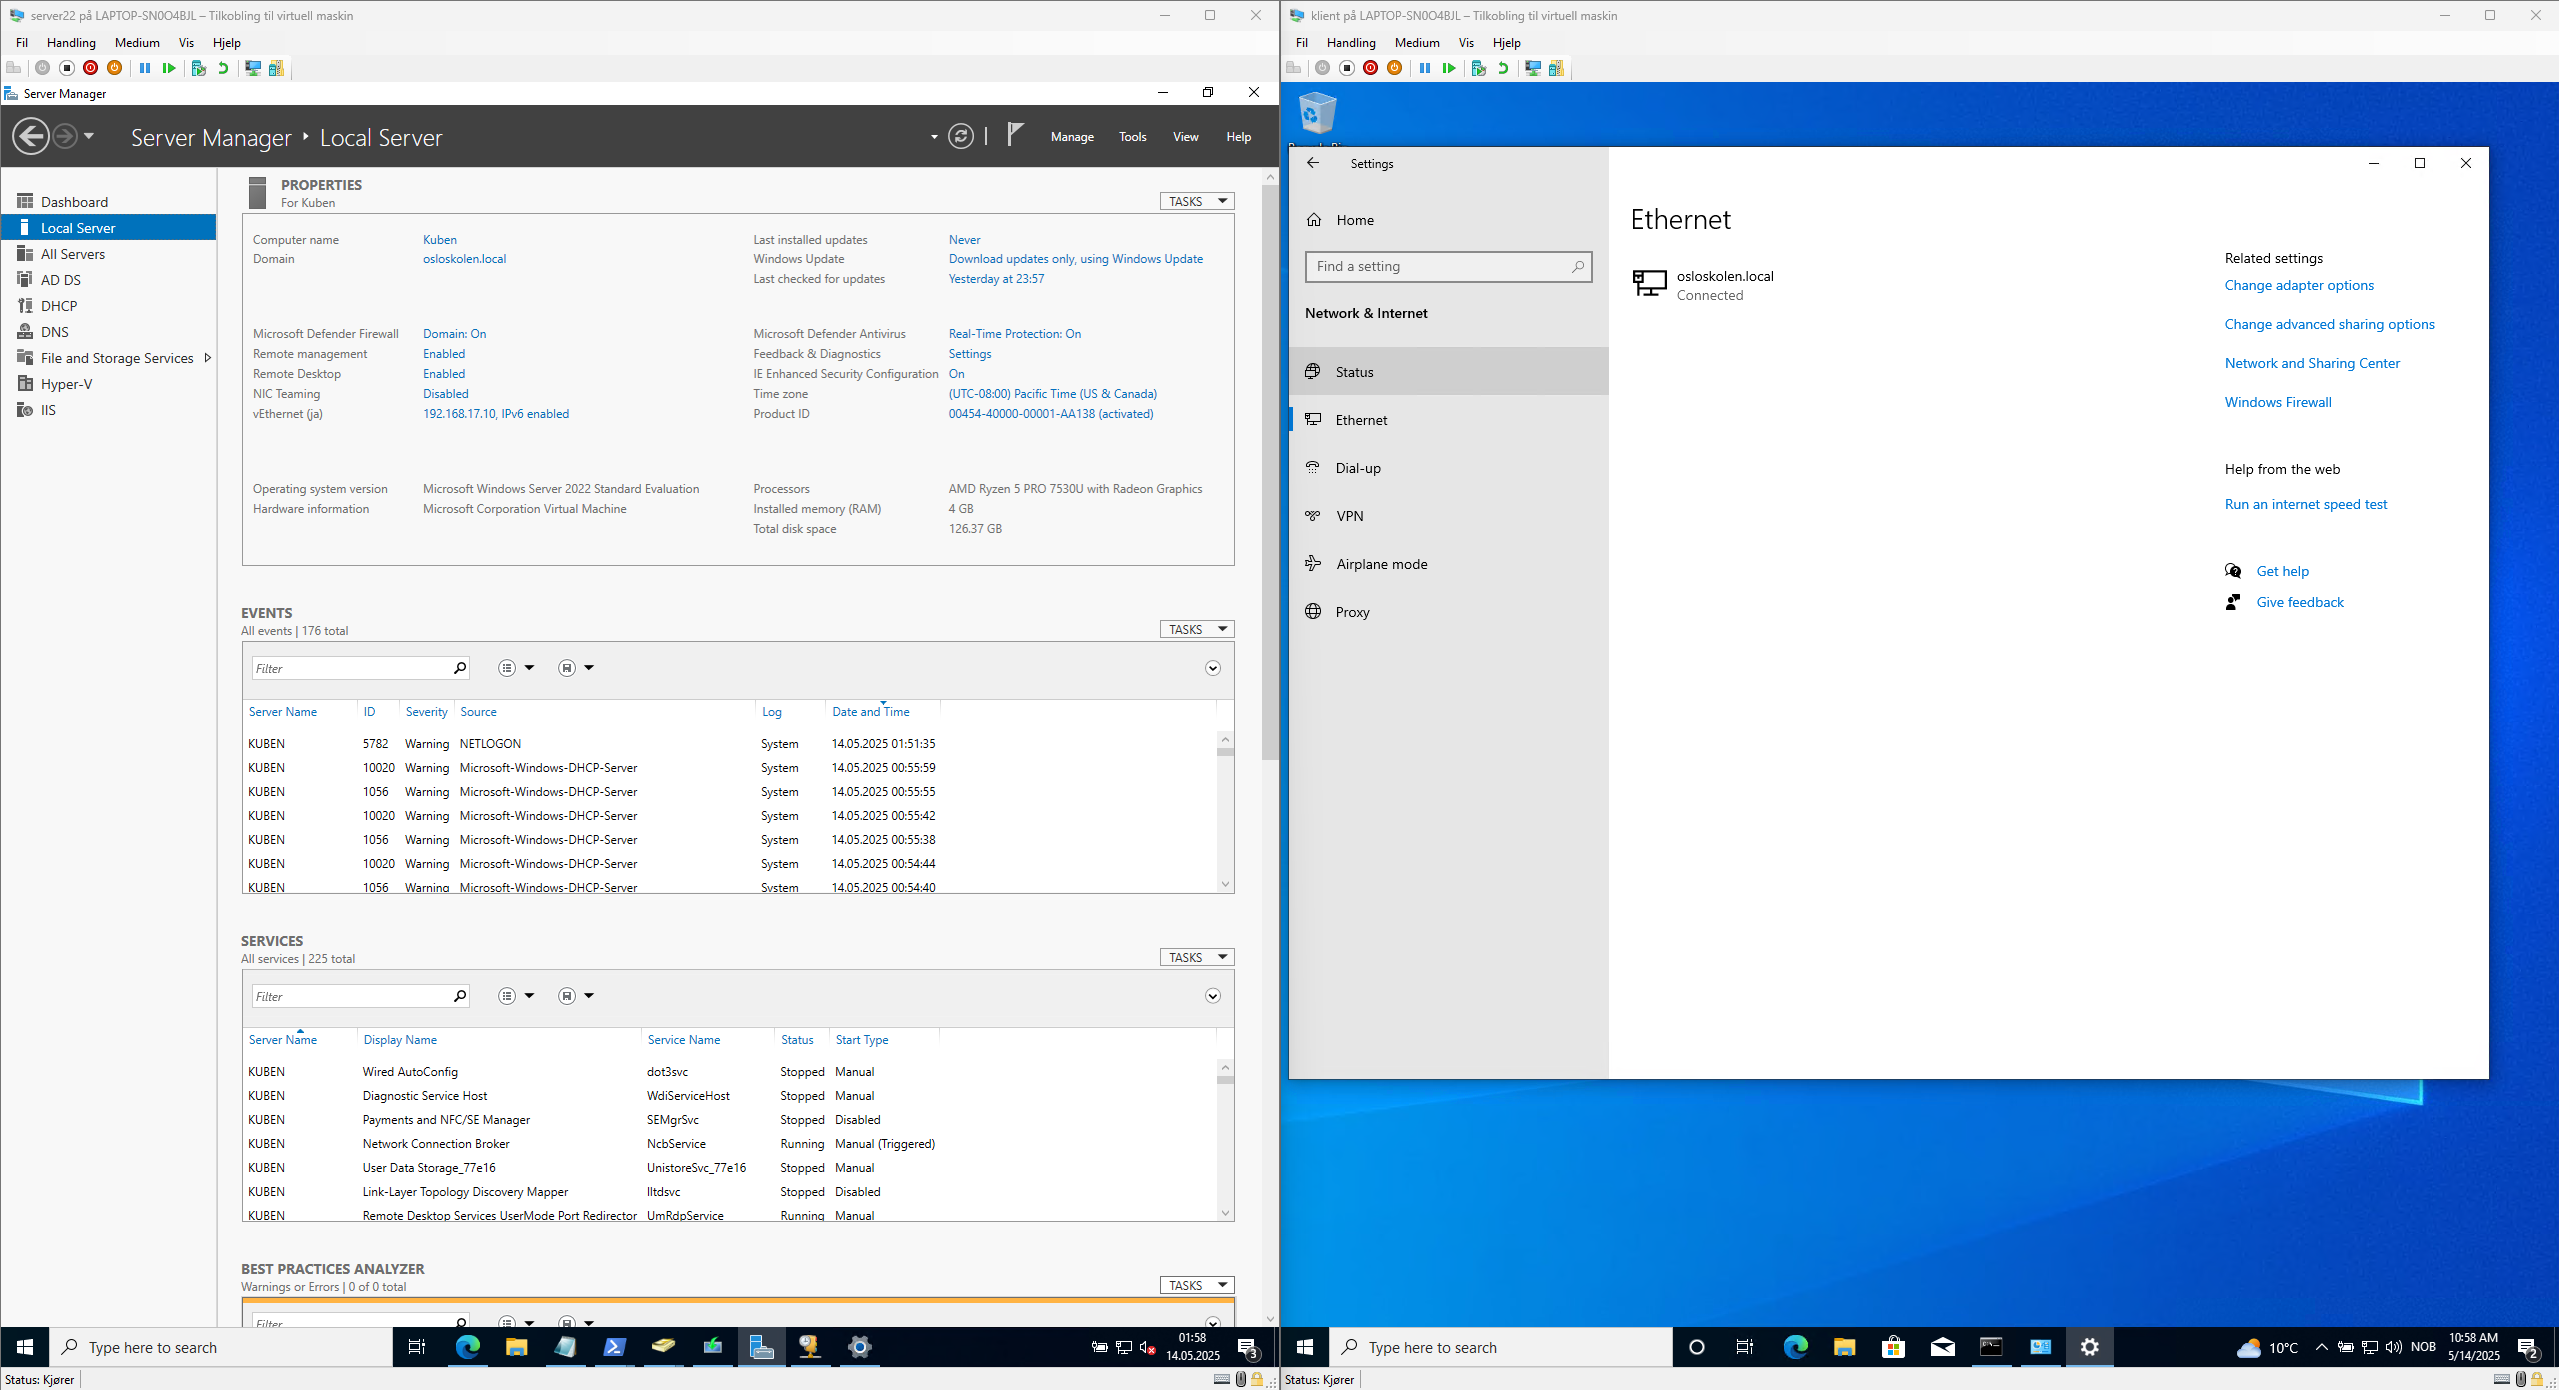 server22 på LAPTOP-SN0O4BJL – Tilkobling til virtuell maskin
Fil Handling Medium Vis Hjelp
Server Manager
Server Manager ‣ Local Server
Manage Tools View Help
Dashboard
Local Server
All Servers
AD DS
DHCP
DNS
File and Storage Services
Hyper-V
IIS
PROPERTIES
For Kuben
TASKS
Computer name Kuben
Domain osloskolen.local
Last installed updates Never
Windows Update Download updates only, using Windows Update
Last checked for updates Yesterday at 23:57
Microsoft Defender Firewall Domain: On
Remote management Enabled
Remote Desktop Enabled
NIC Teaming Disabled
vEthernet (ja) 192.168.17.10, IPv6 enabled
Microsoft Defender Antivirus Real-Time Protection: On
Feedback & Diagnostics Settings
IE Enhanced Security Configuration On
Time zone (UTC-08:00) Pacific Time (US & Canada)
Product ID 00454-40000-00001-AA138 (activated)
Operating system version Microsoft Windows Server 2022 Standard Evaluation
Hardware information Microsoft Corporation Virtual Machine
Processors AMD Ryzen 5 PRO 7530U with Radeon Graphics
Installed memory (RAM) 4 GB
Total disk space 126.37 GB
EVENTS
All events | 176 total
TASKS
Filter
Server Name ID Severity Source Log Date and Time
KUBEN 5782 Warning NETLOGON System 14.05.2025 01:51:35
KUBEN 10020 Warning Microsoft-Windows-DHCP-Server System 14.05.2025 00:55:59
KUBEN 1056 Warning Microsoft-Windows-DHCP-Server System 14.05.2025 00:55:55
KUBEN 10020 Warning Microsoft-Windows-DHCP-Server System 14.05.2025 00:55:42
KUBEN 1056 Warning Microsoft-Windows-DHCP-Server System 14.05.2025 00:55:38
KUBEN 10020 Warning Microsoft-Windows-DHCP-Server System 14.05.2025 00:54:44
KUBEN 1056 Warning Microsoft-Windows-DHCP-Server System 14.05.2025 00:54:40
SERVICES
All services | 225 total
TASKS
Filter
Server Name Display Name Service Name Status Start Type
KUBEN Wired AutoConfig dot3svc Stopped Manual
KUBEN Diagnostic Service Host WdiServiceHost Stopped Manual
KUBEN Payments and NFC/SE Manager SEMgrSvc Stopped Disabled
KUBEN Network Connection Broker NcbService Running Manual (Triggered)
KUBEN User Data Storage_77e16 UnistoreSvc_77e16 Stopped Manual
KUBEN Link-Layer Topology Discovery Mapper lltdsvc Stopped Disabled
KUBEN Remote Desktop Services UserMode Port Redirector UmRdpService Running Manual
BEST PRACTICES ANALYZER
Warnings or Errors | 0 of 0 total
TASKS
Filter
Type here to search
01:58
14.05.2025
3
Status: Kjører
klient på LAPTOP-SN0O4BJL – Tilkobling til virtuell maskin
Fil Handling Medium Vis Hjelp
Settings
Home
Find a setting
Network & Internet
Status
Ethernet
Dial-up
VPN
Airplane mode
Proxy
Ethernet
osloskolen.local
Connected
Related settings
Change adapter options
Change advanced sharing options
Network and Sharing Center
Windows Firewall
Help from the web
Run an internet speed test
Get help
Give feedback
Type here to search
10°C
NOB
10:58 AM
5/14/2025
2
Status: Kjører